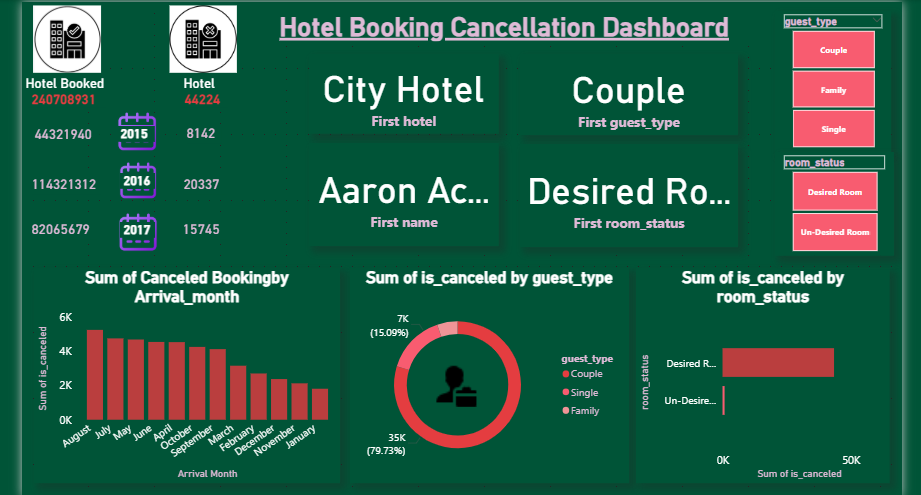 Hotel Booking Cancellation Dashboard
Hotel Booked
240708931
Hotel
44224
44321940
2015
8142
114321312
2016
20337
82065679
2017
15745
City Hotel
First hotel
Couple
First guest_type
Aaron Ac...
First name
Desired Ro...
First room_status
guest_type
Couple
Family
Single
room_status
Desired Room
Un-Desired Room
Sum of Canceled Bookingby
Arrival_month
Sum of is_canceled
6K
4K
2K
0K
August
July
May
June
April
October
September
March
February
December
November
January
Arrival Month
Sum of is_canceled by guest_type
7K
(15.09%)
35K
(79.73%)
guest_type
Couple
Single
Family
Sum of is_canceled by
room_status
room_status
Desired R...
Un-Desire...
0K
50K
Sum of is_canceled